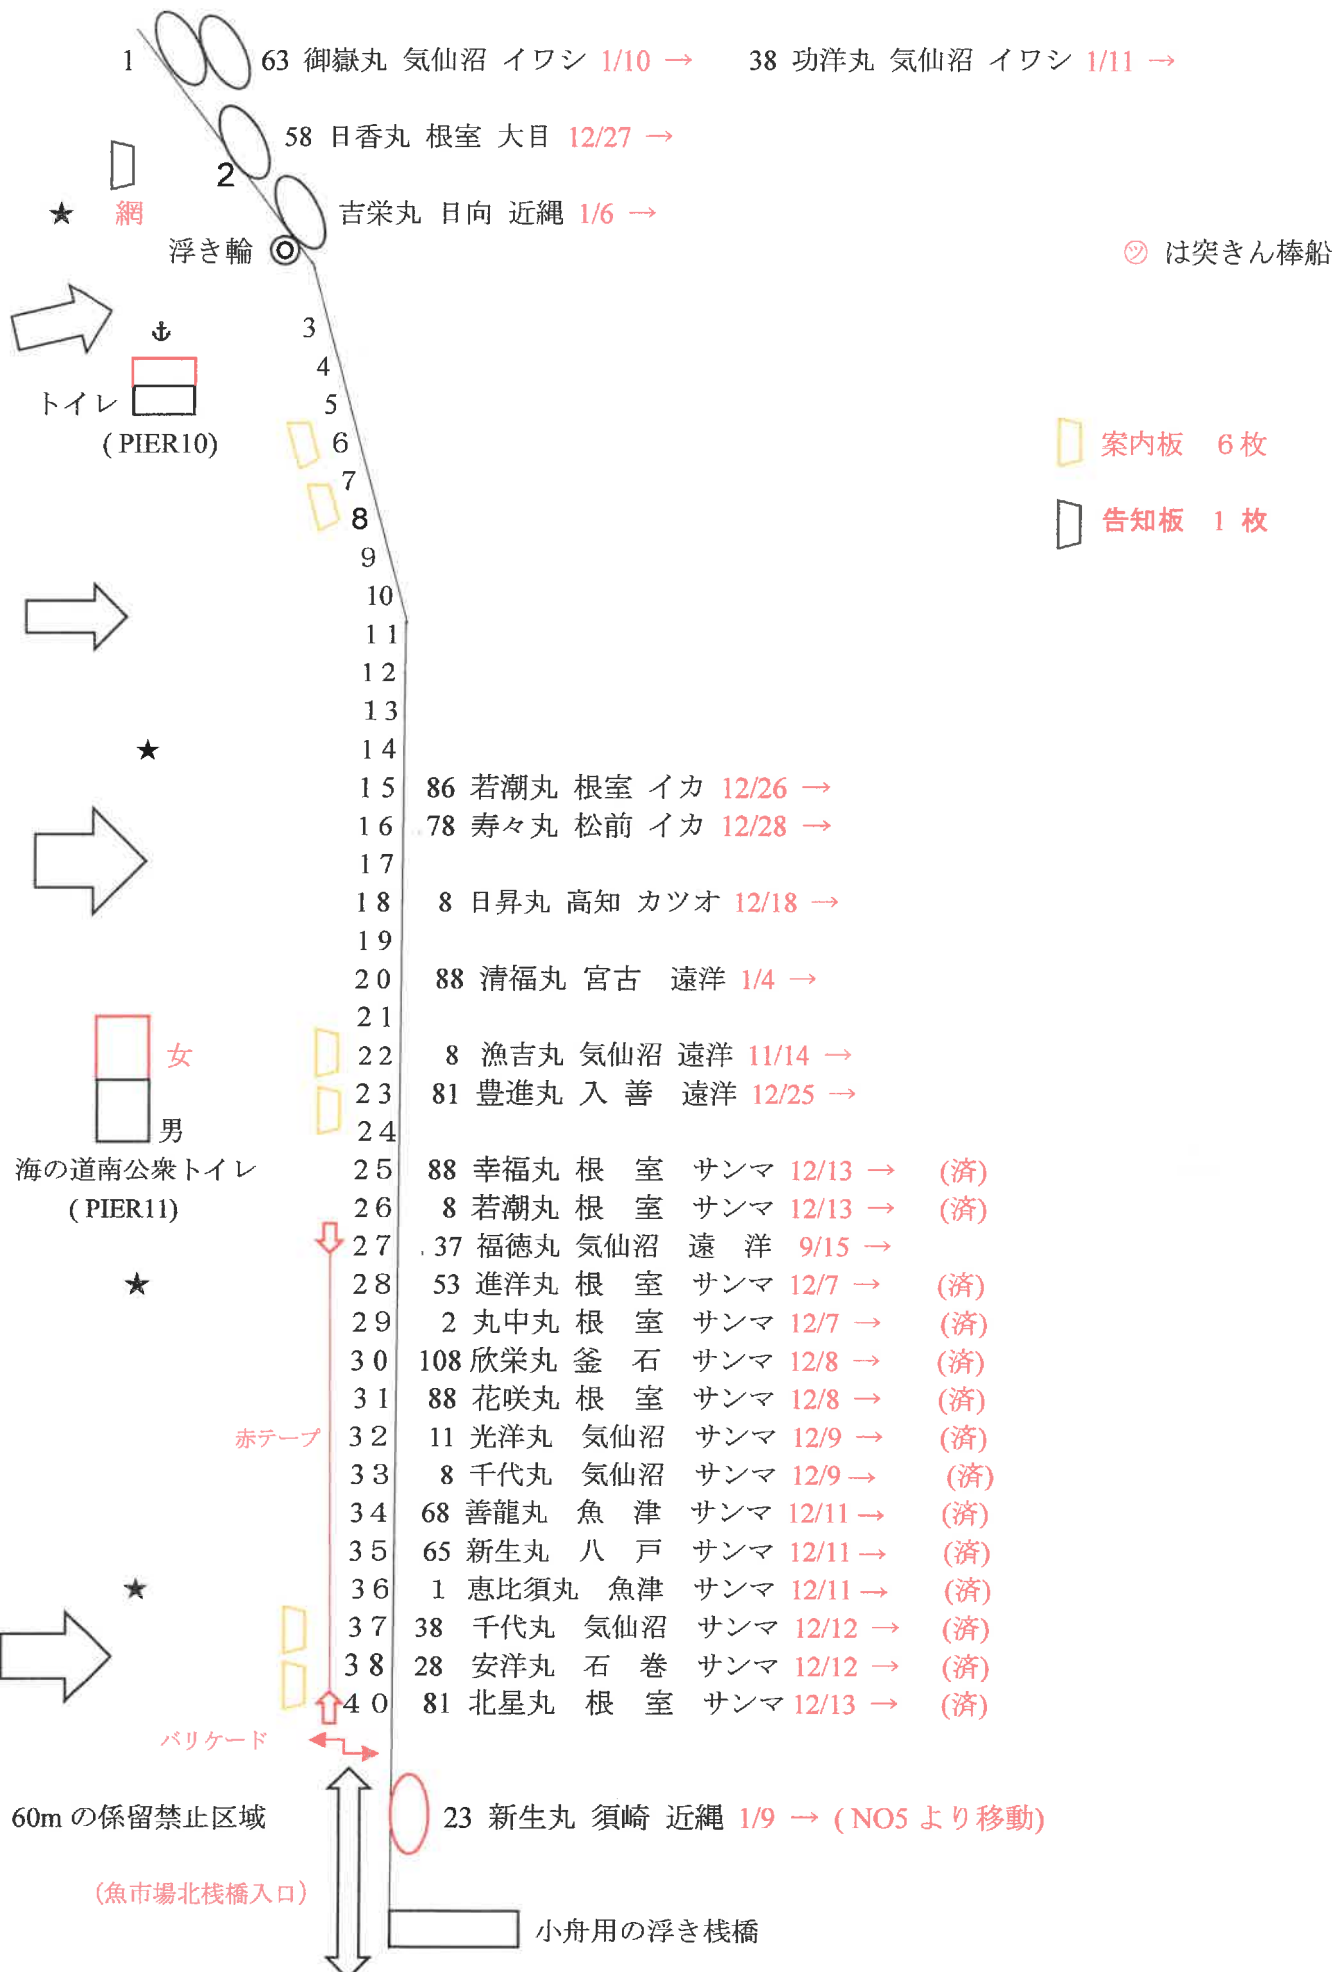 1 63 御嶽丸 気仙沼 イワシ 1/10 → 38 功洋丸 気仙沼 イワシ 1/11 →
58 日香丸 根室 大目 12/27 →
2
★ 網 吉栄丸 日向 近縄 1/6 →
浮き輪 ㋡ は突きん棒船
3
4
トイレ 5
(PIER10) 6 案内板 6枚
7
8 告知板 1 枚
9
10
11
12
13
★ 14
15 86 若潮丸 根室 イカ 12/26 →
16 78 寿々丸 松前 イカ 12/28 →
17
18 8 日昇丸 高知 カツオ 12/18 →
19
20 88 清福丸 宮古 遠洋 1/4 →
21
女 22 8 漁吉丸 気仙沼 遠洋 11/14 →
23 81 豊進丸 入 善 遠洋 12/25 →
男 24
海の道南公衆トイレ 25 88 幸福丸 根 室 サンマ 12/13 → (済)
(PIER11) 26 8 若潮丸 根 室 サンマ 12/13 → (済)
27 37 福徳丸 気仙沼 遠 洋 9/15 →
★ 28 53 進洋丸 根 室 サンマ 12/7 → (済)
29 2 丸中丸 根 室 サンマ 12/7 → (済)
30 108 欣栄丸 釜 石 サンマ 12/8 → (済)
31 88 花咲丸 根 室 サンマ 12/8 → (済)
赤テープ 32 11 光洋丸 気仙沼 サンマ 12/9 → (済)
33 8 千代丸 気仙沼 サンマ 12/9 → (済)
34 68 善龍丸 魚 津 サンマ 12/11 → (済)
35 65 新生丸 八 戸 サンマ 12/11 → (済)
★ 36 1 恵比須丸 魚津 サンマ 12/11 → (済)
37 38 千代丸 気仙沼 サンマ 12/12 → (済)
38 28 安洋丸 石 巻 サンマ 12/12 → (済)
40 81 北星丸 根 室 サンマ 12/13 → (済)
バリケード
60m の係留禁止区域 23 新生丸 須崎 近縄 1/9 → (NO5 より移動)
(魚市場北桟橋入口)
小舟用の浮き桟橋